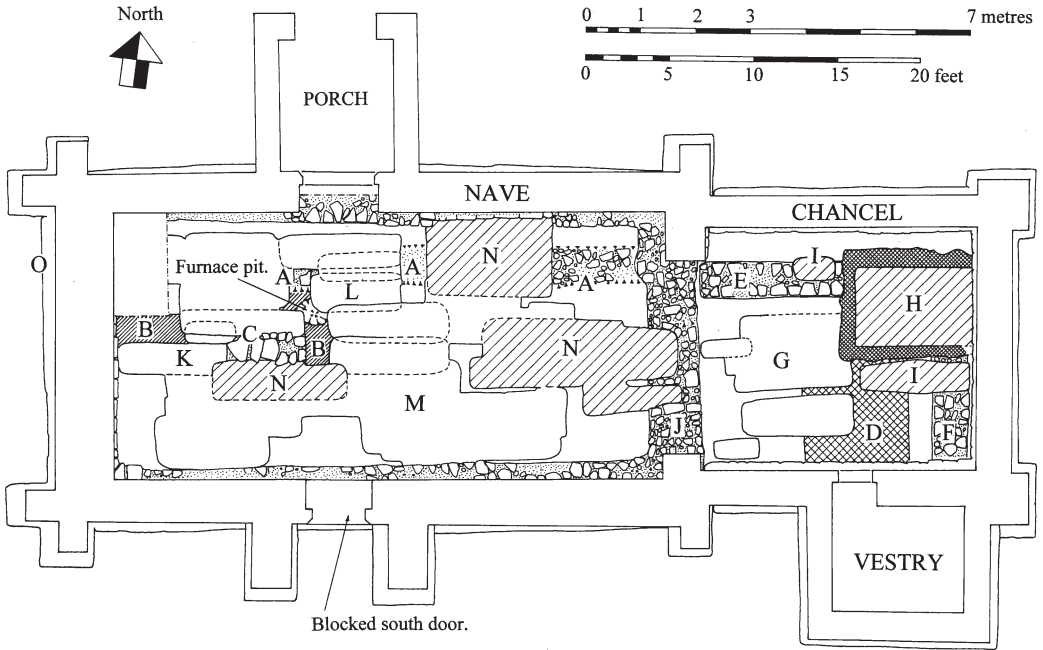 North
0 1 2 3 7 metres
0 5 10 15 20 feet
PORCH
NAVE
CHANCEL
O
Furnace pit.
A
A
L
N
A
E
I
H
B
C
B
K
N
N
M
G
I
J
D
F
VESTRY
Blocked south door.